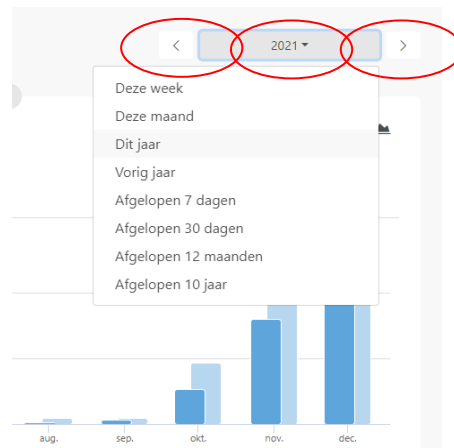 2021
Deze week
Deze maand
Dit jaar
Vorig jaar
Afgelopen 7 dagen
Afgelopen 30 dagen
Afgelopen 12 maanden
Afgelopen 10 jaar
aug. sep. okt. nov. dec.